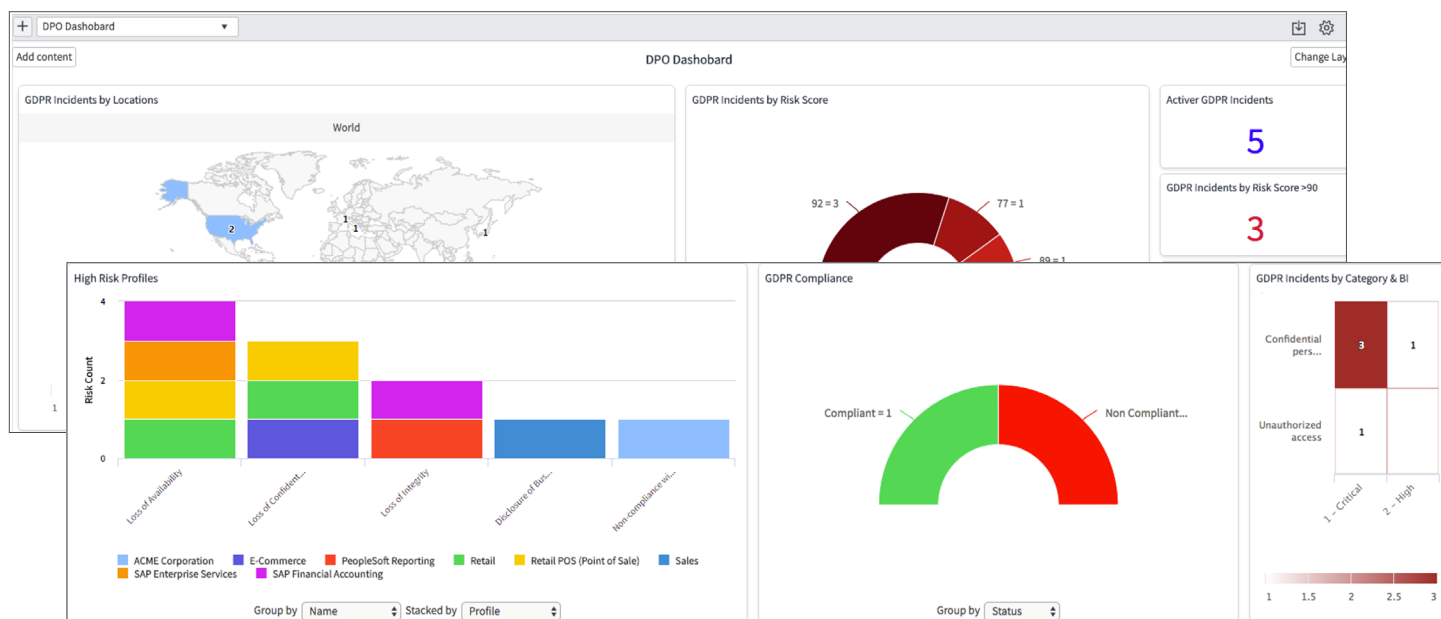 + DPO Dashobard ▼
Add content
DPO Dashobard
Change Lay
GDPR Incidents by Locations
World
2
1
1
1
1
GDPR Incidents by Risk Score
92 = 3
77 = 1
89 = 1
Activer GDPR Incidents
5
GDPR Incidents by Risk Score >90
3
High Risk Profiles
Risk Count
4
2
0
Loss of Availability
Loss of Confident...
Loss of Integrity
Disclosure of Bus...
Non-compliance wi...
ACME Corporation E-Commerce PeopleSoft Reporting Retail Retail POS (Point of Sale) Sales
SAP Enterprise Services SAP Financial Accounting
Group by Name Stacked by Profile
GDPR Compliance
Compliant = 1
Non Compliant...
Group by Status
GDPR Incidents by Category & BI
Confidential
pers...
3 1
Unauthorized
access
1
1 – Critical
2 – High
1 1.5 2 2.5 3